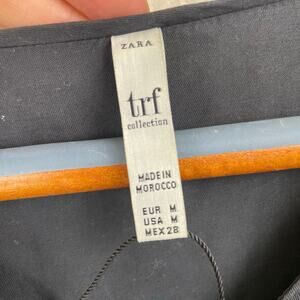 ZARA
trf
collection
MADE IN
MOROCCO
EUR M
USA M
MEX 28